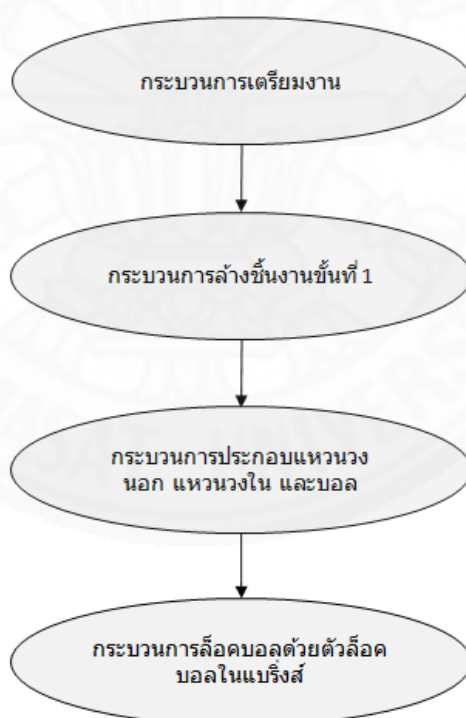 กระบวนการเตรียมงาน
กระบวนการล้างชิ้นงานขั้นที่ 1
กระบวนการประกอบแหวนวง
นอก แหวนวงใน และบอล
กระบวนการล็อคบอลด้วยตัวล็อค
บอลในแบริ่งส์